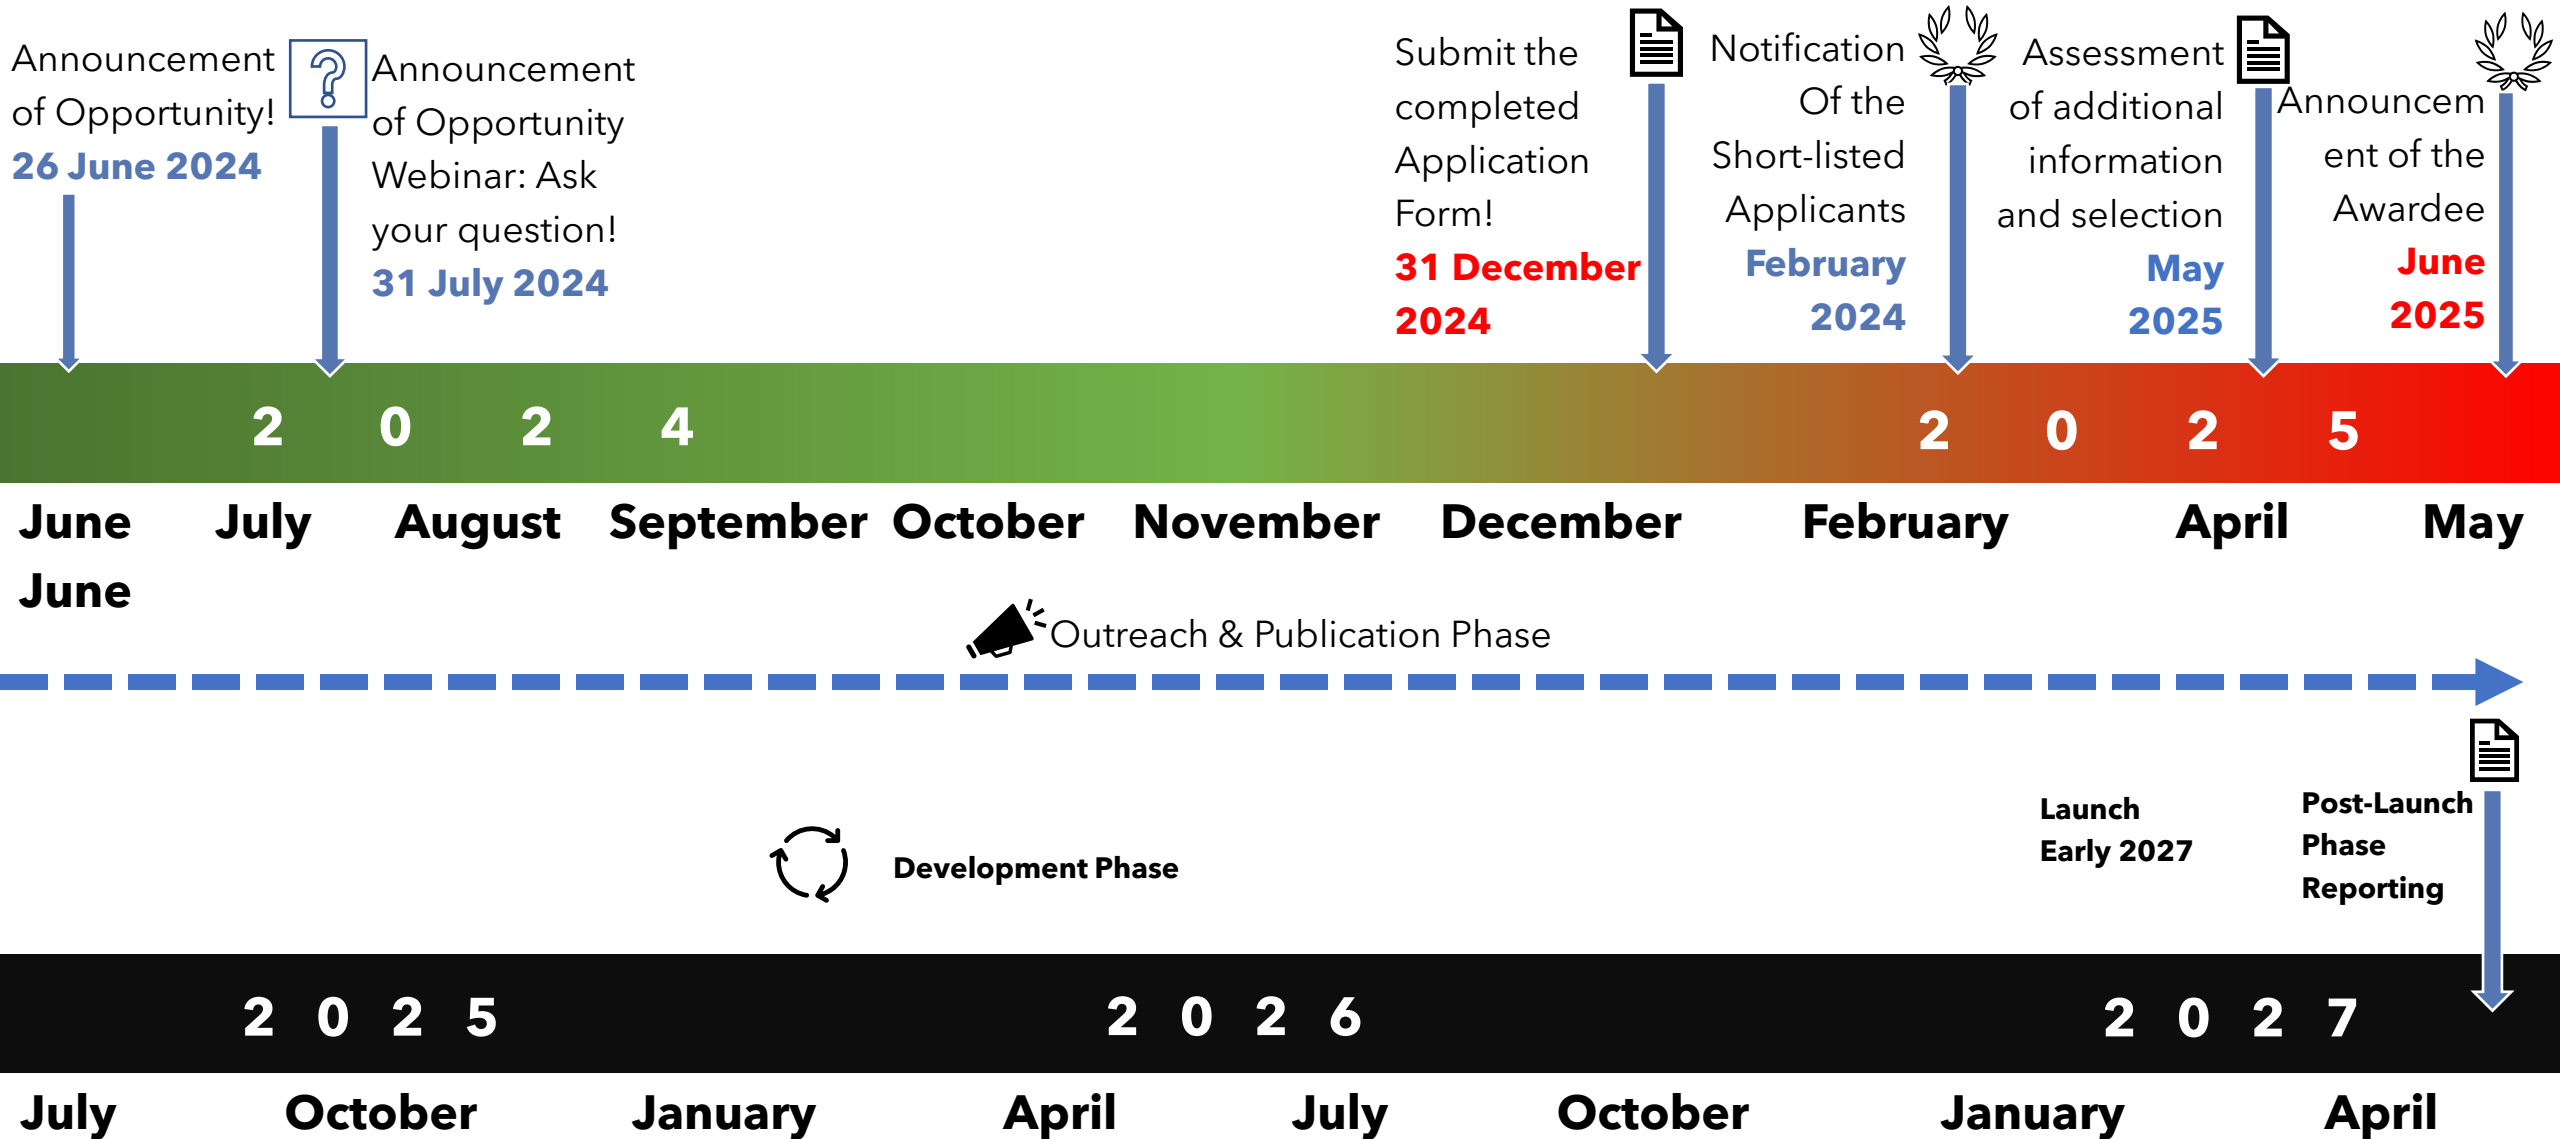 Announcement
of Opportunity!
26 June 2024
Announcement
of Opportunity
Webinar: Ask
your question!
31 July 2024
Submit the
completed
Application
Form!
31 December
2024
Notification
Of the
Short-listed
Applicants
February
2024
Assessment
of additional
information
and selection
May
2025
Announcem
ent of the
Awardee
June
2025
2 0 2 4
2 0 2 5
June July August September October November December February April May
June
Outreach & Publication Phase
Development Phase
Launch
Early 2027
Post-Launch
Phase
Reporting
2 0 2 5
2 0 2 6
2 0 2 7
July October January April July October January April